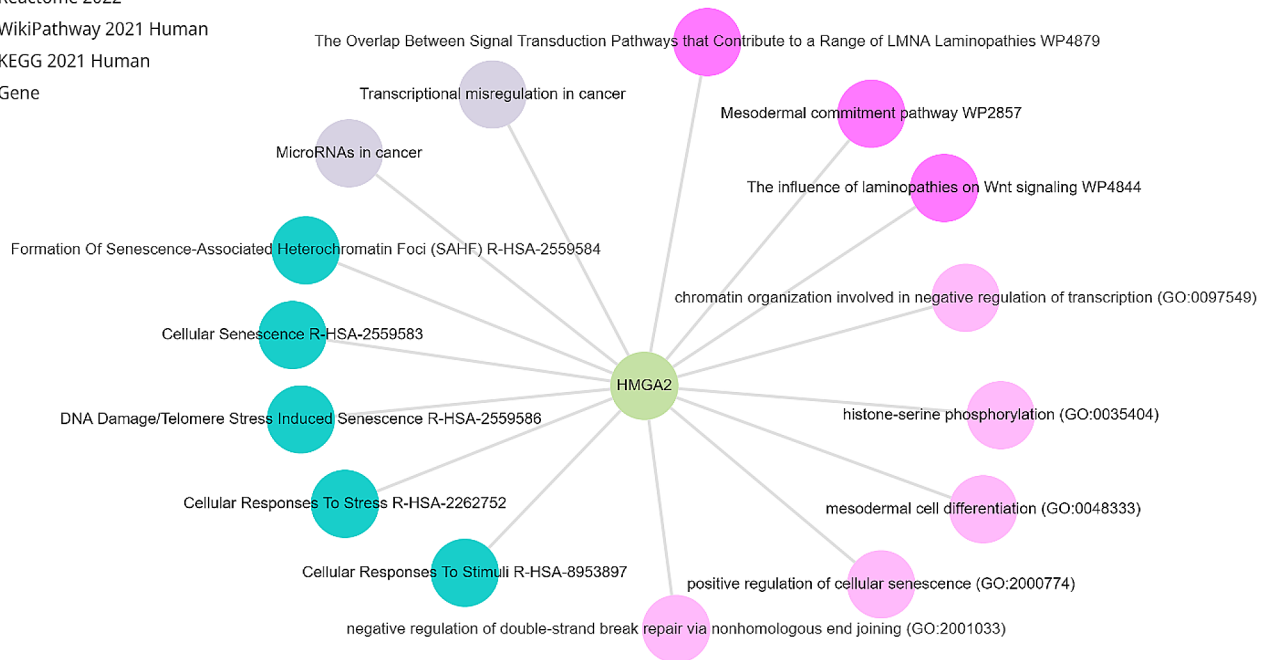 Reactome 2022
WikiPathway 2021 Human
KEGG 2021 Human
Gene
The Overlap Between Signal Transduction Pathways that Contribute to a Range of LMNA Laminopathies WP4879
Transcriptional misregulation in cancer
Mesodermal commitment pathway WP2857
MicroRNAs in cancer
The influence of laminopathies on Wnt signaling WP4844
Formation Of Senescence-Associated Heterochromatin Foci (SAHF) R-HSA-2559584
chromatin organization involved in negative regulation of transcription (GO:0097549)
Cellular Senescence R-HSA-2559583
HMGA2
DNA Damage/Telomere Stress Induced Senescence R-HSA-2559586
histone-serine phosphorylation (GO:0035404)
Cellular Responses To Stress R-HSA-2262752
mesodermal cell differentiation (GO:0048333)
Cellular Responses To Stimuli R-HSA-8953897
positive regulation of cellular senescence (GO:2000774)
negative regulation of double-strand break repair via nonhomologous end joining (GO:2001033)